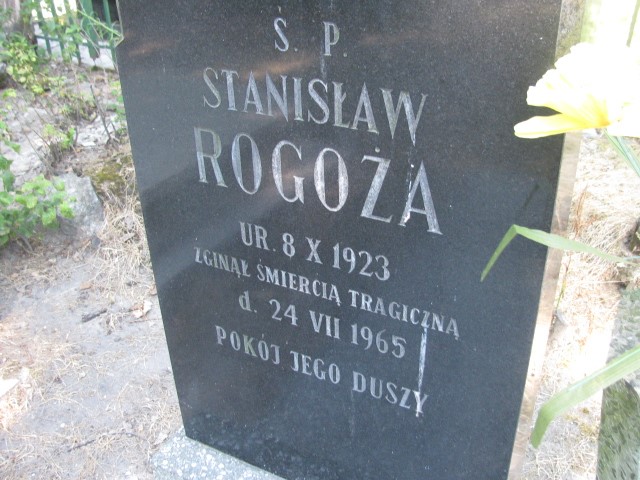 Ś. P.
STANISŁAW
ROGOŻA
UR. 8 X 1923
ZGINĄŁ ŚMIERCIĄ TRAGICZNĄ
d. 24 VII 1965
POKÓJ JEGO DUSZY